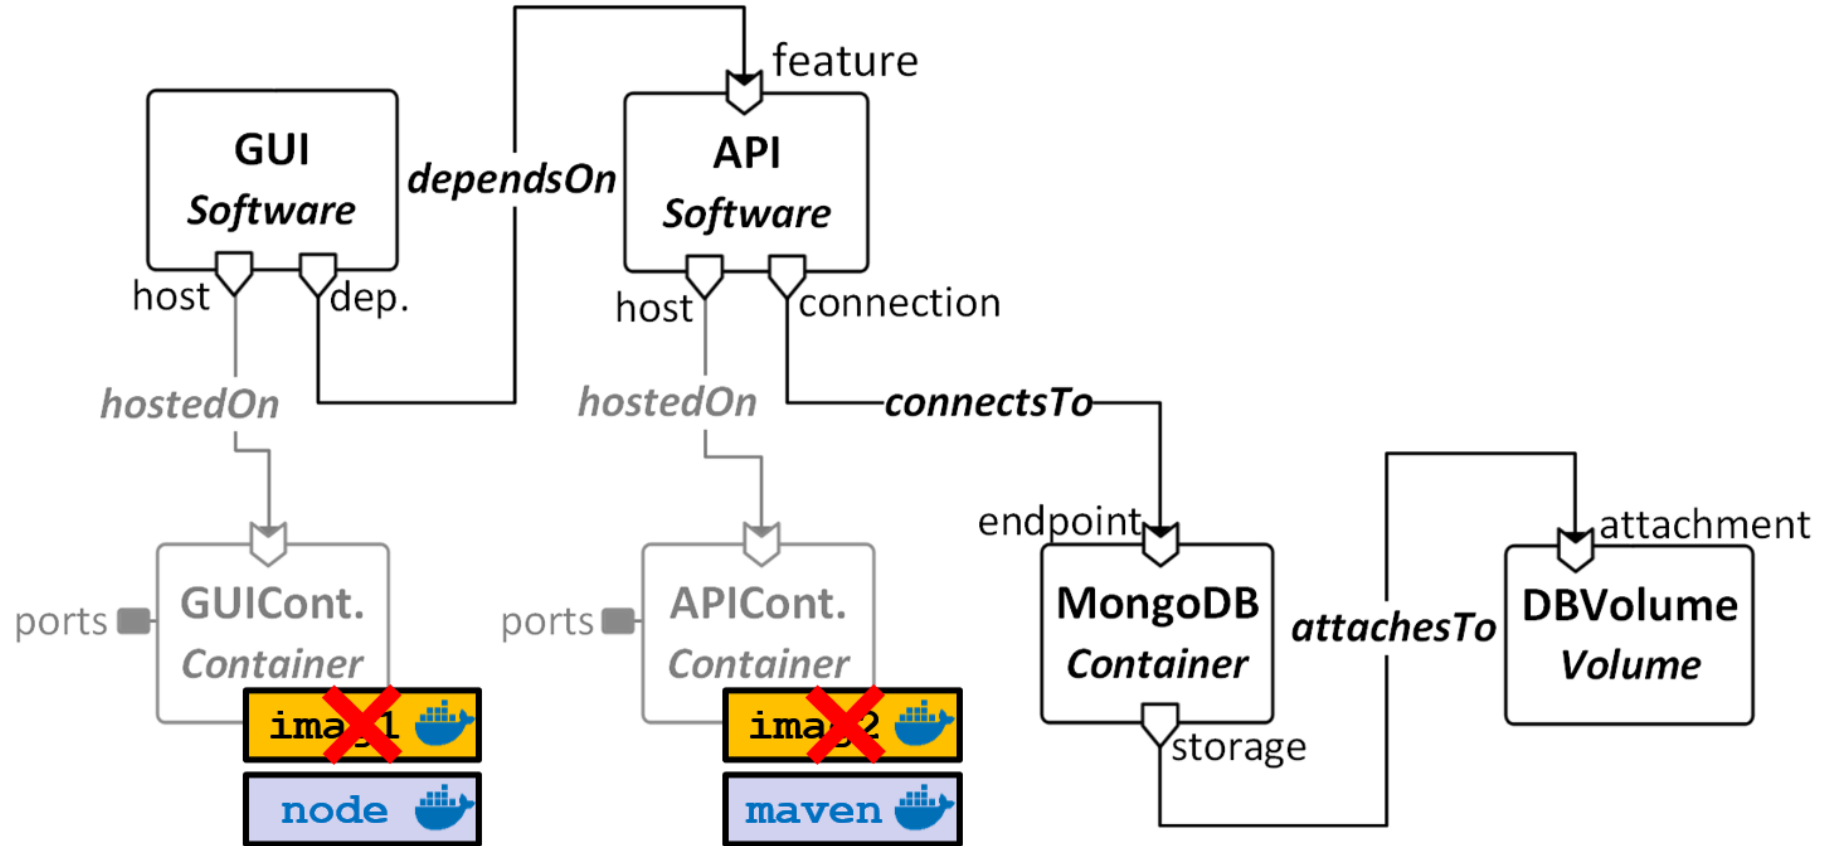 feature
GUI
Software
dependsOn
API
Software
host
dep.
host
connection
hostedOn
hostedOn
connectsTo
endpoint
attachment
ports
GUICont.
Container
ports
APICont.
Container
MongoDB
Container
attachesTo
DBVolume
Volume
storage
node
maven